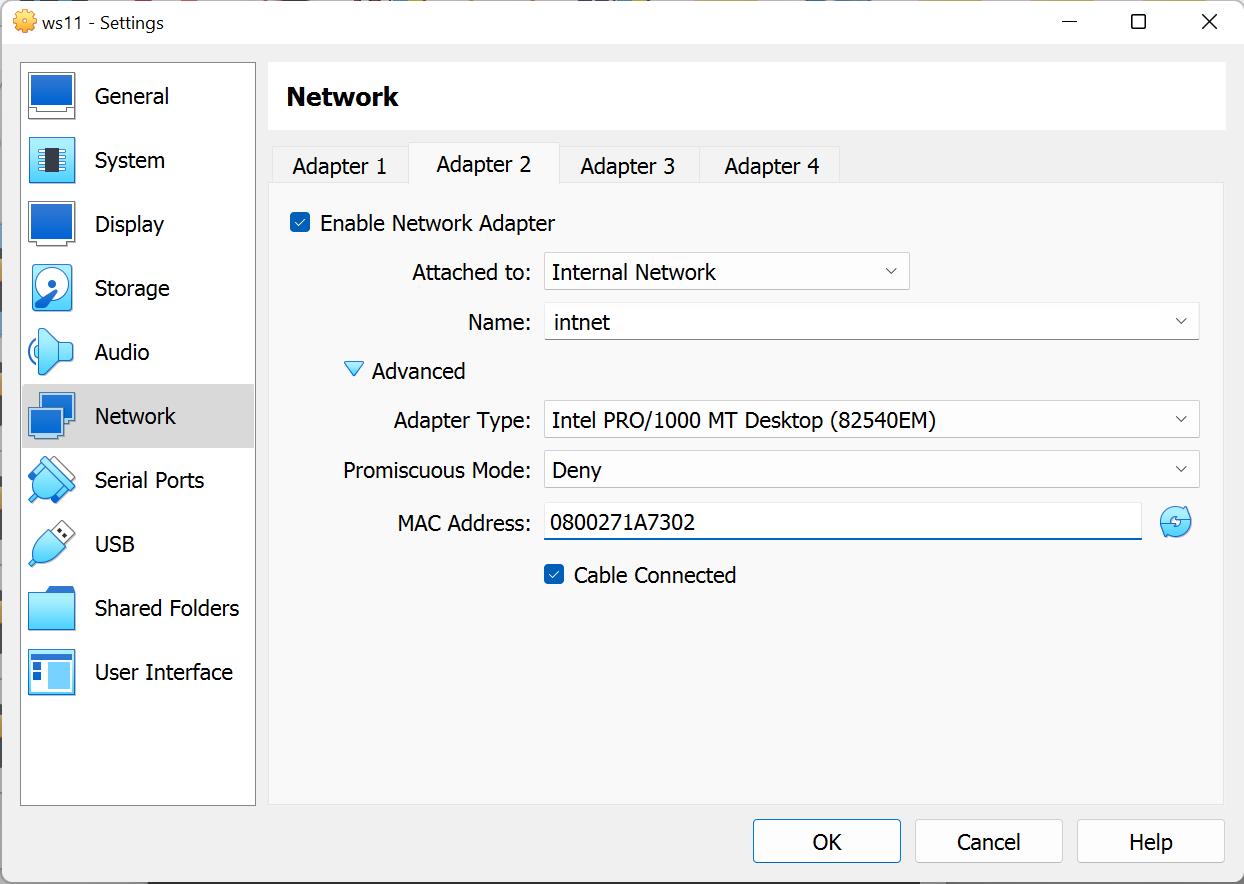 ws11 - Settings
General
System
Display
Storage
Audio
Network
Serial Ports
USB
Shared Folders
User Interface
Network
Adapter 1 Adapter 2 Adapter 3 Adapter 4
Enable Network Adapter
Attached to: Internal Network
Name: intnet
Advanced
Adapter Type: Intel PRO/1000 MT Desktop (82540EM)
Promiscuous Mode: Deny
MAC Address: 0800271A7302
Cable Connected
OK Cancel Help